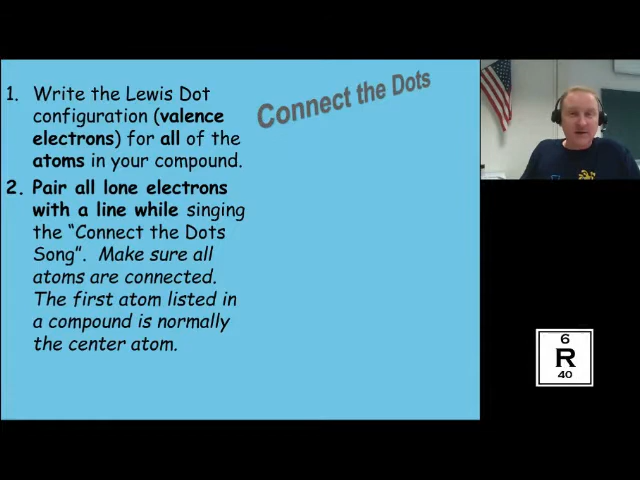 Connect the Dots
1. Write the Lewis Dot
configuration (valence
electrons) for all of the
atoms in your compound.
2. Pair all lone electrons
with a line while singing
the “Connect the Dots
Song”. Make sure all
atoms are connected.
The first atom listed in
a compound is normally
the center atom.
6
R
40